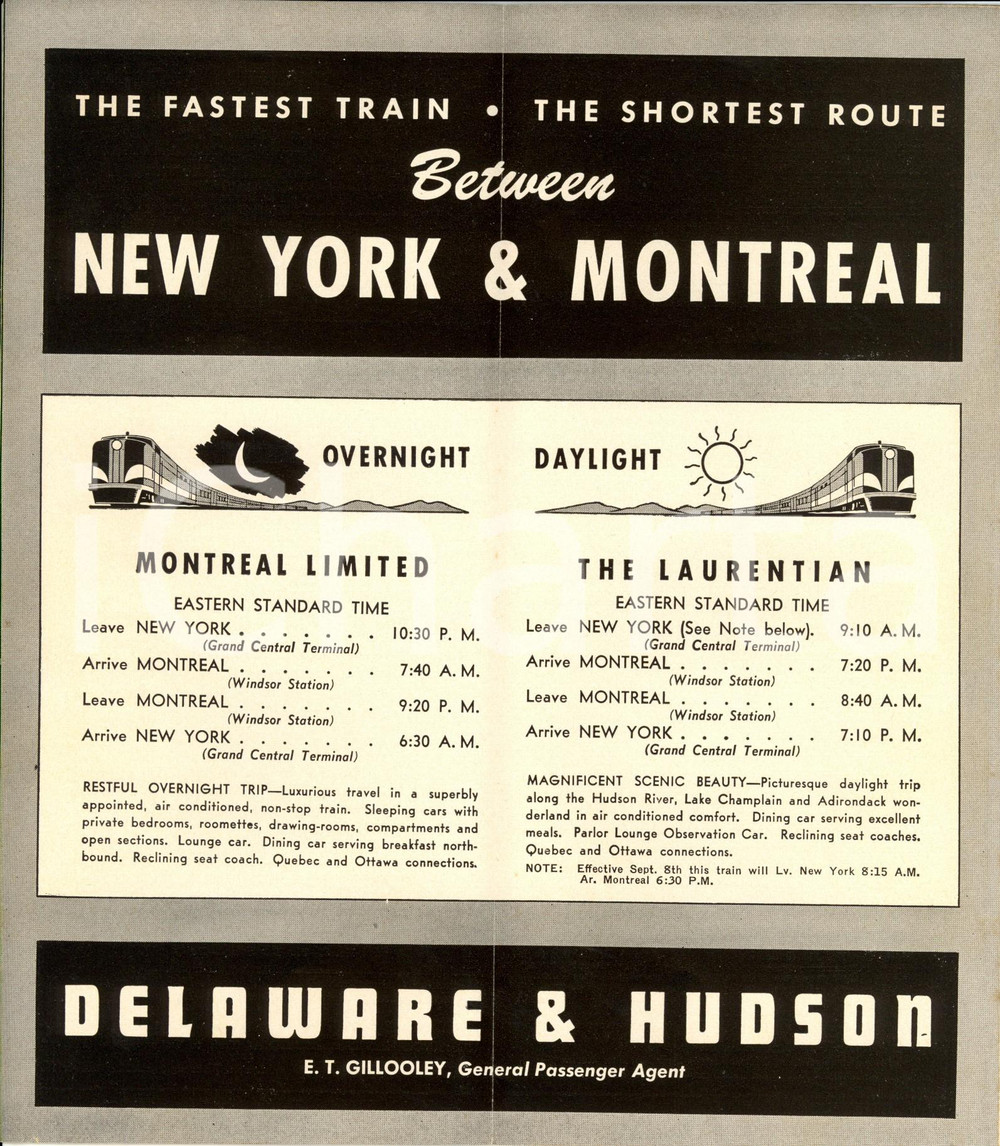 THE FASTEST TRAIN • THE SHORTEST ROUTE
Between
NEW YORK & MONTREAL
OVERNIGHT
MONTREAL LIMITED
EASTERN STANDARD TIME
Leave NEW YORK . . . . . . . 10:30 P. M.
(Grand Central Terminal)
Arrive MONTREAL . . . . . . . 7:40 A. M.
(Windsor Station)
Leave MONTREAL . . . . . . . 9:20 P. M.
(Windsor Station)
Arrive NEW YORK . . . . . . . 6:30 A. M.
(Grand Central Terminal)
RESTFUL OVERNIGHT TRIP—Luxurious travel in a superbly
appointed, air conditioned, non-stop train. Sleeping cars with
private bedrooms, roomettes, drawing-rooms, compartments and
open sections. Lounge car. Dining car serving breakfast north-
bound. Reclining seat coach. Quebec and Ottawa connections.
DAYLIGHT
THE LAURENTIAN
EASTERN STANDARD TIME
Leave NEW YORK (See Note below). 9:10 A. M.
(Grand Central Terminal)
Arrive MONTREAL . . . . . . . 7:20 P. M.
(Windsor Station)
Leave MONTREAL . . . . . . . 8:40 A. M.
(Windsor Station)
Arrive NEW YORK . . . . . . . 7:10 P. M.
(Grand Central Terminal)
MAGNIFICENT SCENIC BEAUTY—Picturesque daylight trip
along the Hudson River, Lake Champlain and Adirondack won-
derland in air conditioned comfort. Dining car serving excellent
meals. Parlor Lounge Observation Car. Reclining seat coaches.
Quebec and Ottawa connections.
NOTE: Effective Sept. 8th this train will Lv. New York 8:15 A.M.
Ar. Montreal 6:30 P.M.
DELAWARE & HUDSON
E. T. GILLOOLEY, General Passenger Agent